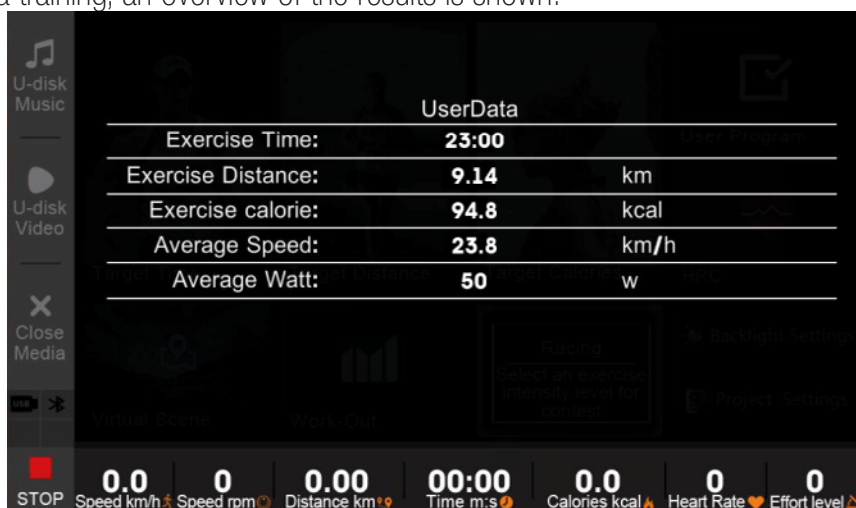 a training, an overview of the results is shown.
U-disk
Music
U-disk
Video
Close
Media
USB
STOP
UserData
Exercise Time: 23:00
Exercise Distance: 9.14 km
Exercise calorie: 94.8 kcal
Average Speed: 23.8 km/h
Average Watt: 50 w
User Program
Target Distance
Target Calories
HRC
Virtual Scene
Work-Out
Racing
Select an exercise
intensity level for
contest
Backlight Settings
Project Settings
0.0 0 0.00 00:00 0.0 0 0
Speed km/h Speed rpm Distance km Time m:s Calories kcal Heart Rate Effort level